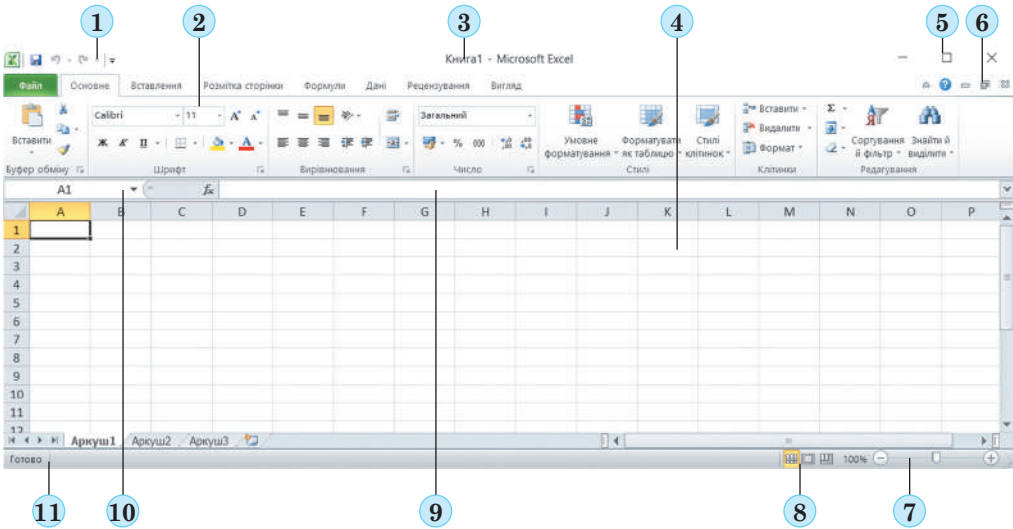 1 2 3 4 5 6
Книга1 - Microsoft Excel
Файл Основне Вставлення Розмітка сторінки Формули Дані Рецензування Вигляд
Calibri 11 Загальний Вставити Σ
Вставити Умовне Форматувати Стилі Видалити Сортування Знайти й
Ж К П % 000 форматування як таблицю клітинок Формат й фільтр виділити
Буфер обміну Шрифт Вирівнювання Число Стилі Клітинки Редагування
A1 fx
A B C D E F G H I J K L M N O P
1
2
3
4
5
6
7
8
9
10
11
12
Аркуш1 Аркуш2 Аркуш3
Готово 100%
11 10 9 8 7